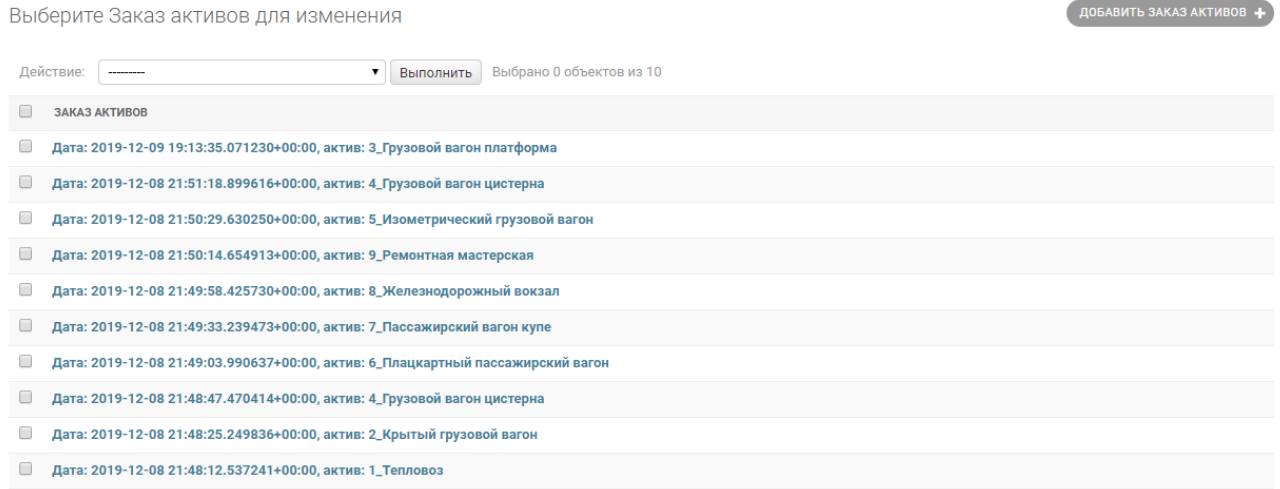 Выберите Заказ активов для изменения
ДОБАВИТЬ ЗАКАЗ АКТИВОВ +
Действие: --------- Выполнить Выбрано 0 объектов из 10
ЗАКАЗ АКТИВОВ
Дата: 2019-12-09 19:13:35.071230+00:00, актив: 3_Грузовой вагон платформа
Дата: 2019-12-08 21:51:18.899616+00:00, актив: 4_Грузовой вагон цистерна
Дата: 2019-12-08 21:50:29.630250+00:00, актив: 5_Изометрический грузовой вагон
Дата: 2019-12-08 21:50:14.654913+00:00, актив: 9_Ремонтная мастерская
Дата: 2019-12-08 21:49:58.425730+00:00, актив: 8_Железнодорожный вокзал
Дата: 2019-12-08 21:49:33.239473+00:00, актив: 7_Пассажирский вагон купе
Дата: 2019-12-08 21:49:03.990637+00:00, актив: 6_Плацкартный пассажирский вагон
Дата: 2019-12-08 21:48:47.470414+00:00, актив: 4_Грузовой вагон цистерна
Дата: 2019-12-08 21:48:25.249836+00:00, актив: 2_Крытый грузовой вагон
Дата: 2019-12-08 21:48:12.537241+00:00, актив: 1_Тепловоз